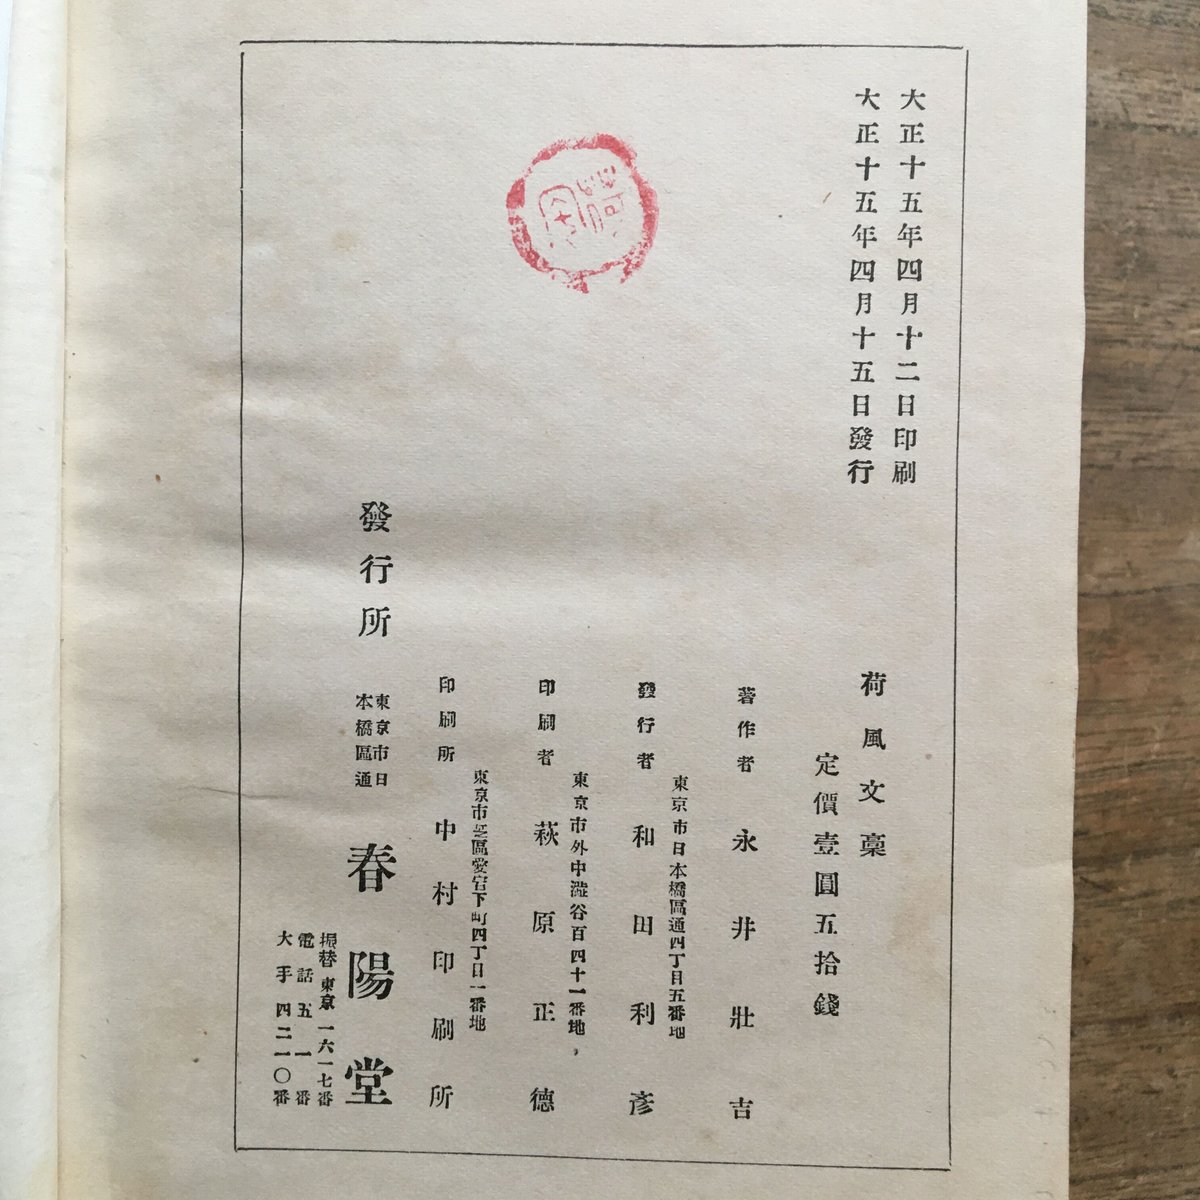 大正十五年四月十二日印刷
大正十五年四月十五日發行
荷風文稾
定價壹圓五拾錢
著作者 永井壯吉
東京市日本橋區通四丁目五番地
發行者 和田利彥
東京市外中澁谷百四十一番地
印刷者 萩原正德
東京市芝區愛宕下町四丁目一番地
印刷所 中村印刷所
發行所 東京市日本橋區通 春陽堂
振替東京一六一七番
電話五一番
大手四二一〇番